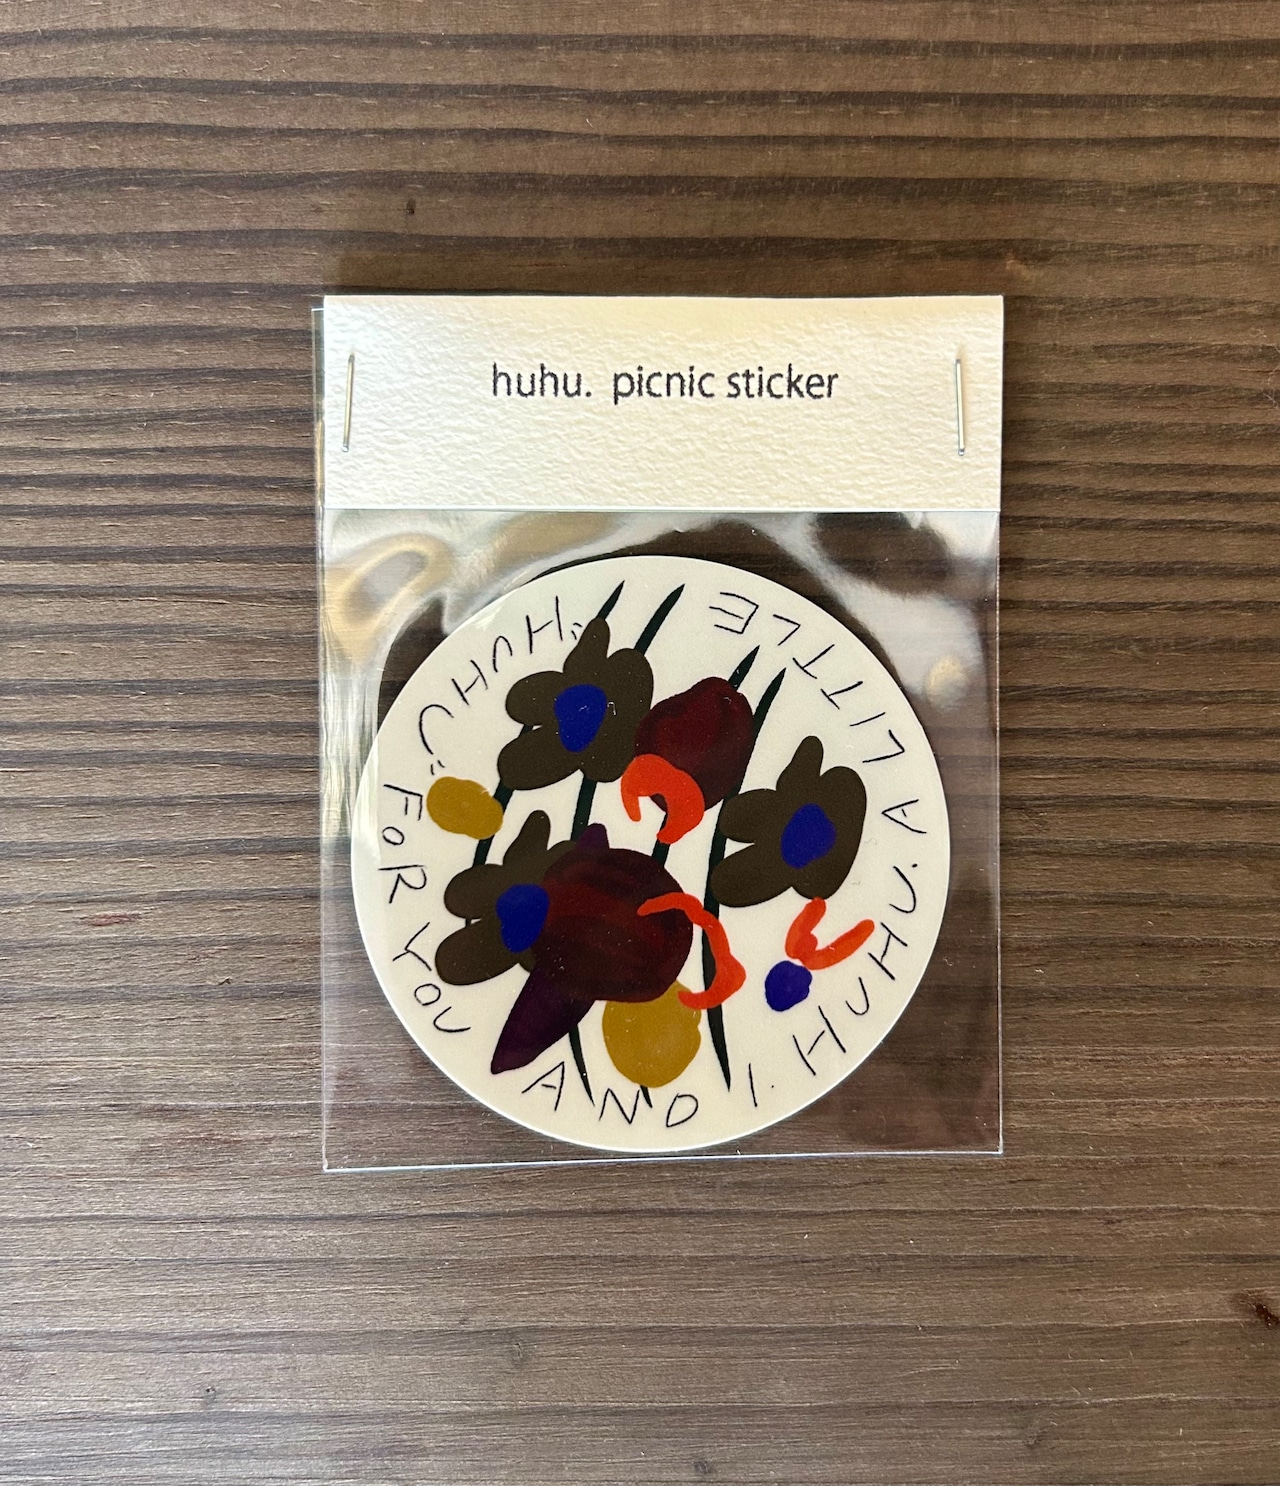 huhu. picnic sticker
A LITTLE "HUHU" FOR YOU AND I. HUHU.